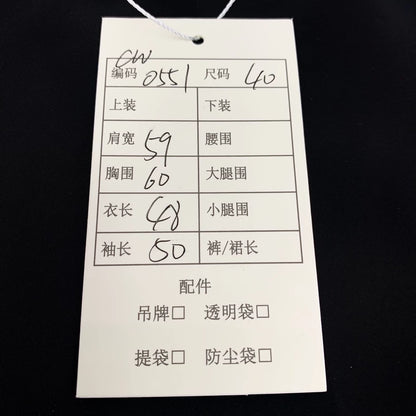 CW
编码 0551 尺码 40
上装 下装
肩宽 59 腰围
胸围 60 大腿围
衣长 48 小腿围
袖长 50 裤/裙长
配件
吊牌□ 透明袋□
提袋□ 防尘袋□